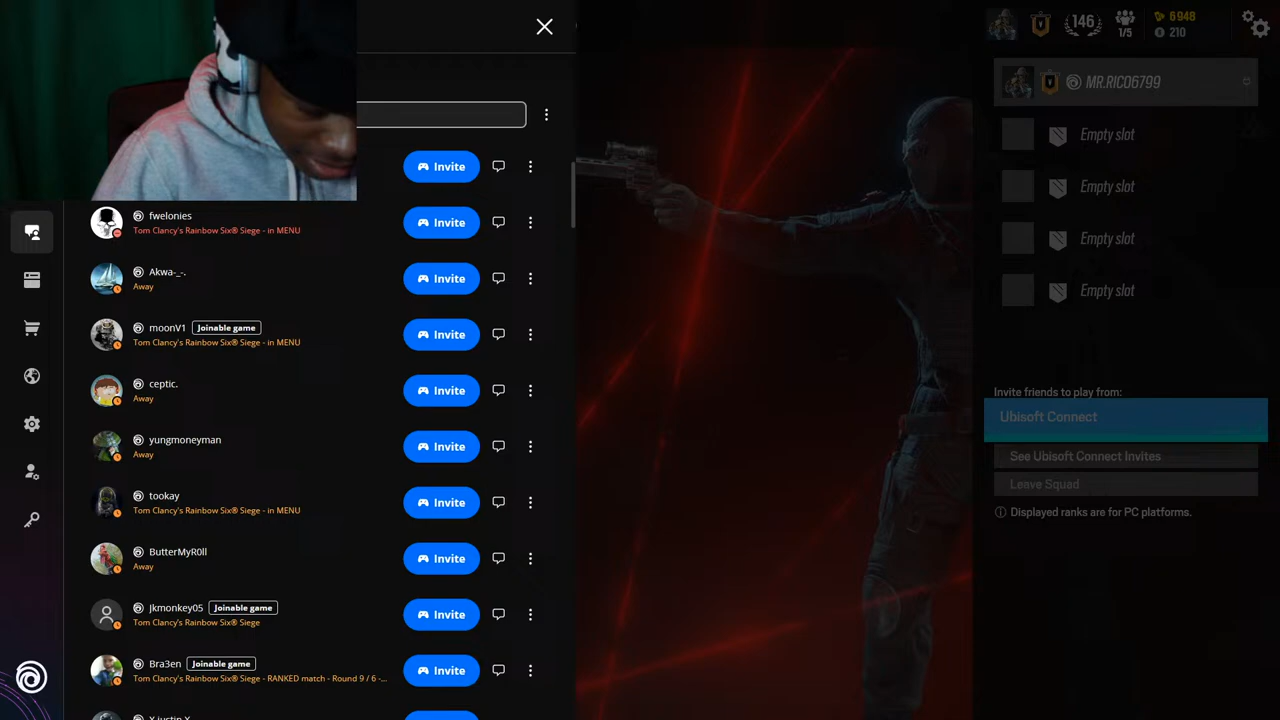 146
1/5
6948
210
MR.RICO6799
Invite
Empty slot
fwelonies
Tom Clancy's Rainbow Six® Siege - in MENU
Invite
Empty slot
Akwa-_-.
Away
Invite
Empty slot
moonV1
Joinable game
Tom Clancy's Rainbow Six® Siege - in MENU
Invite
Empty slot
ceptic.
Away
Invite
Invite friends to play from:
Ubisoft Connect
yungmoneyman
Away
Invite
See Ubisoft Connect Invites
Leave Squad
tookay
Tom Clancy's Rainbow Six® Siege - in MENU
Invite
Displayed ranks are for PC platforms.
ButterMyR0ll
Away
Invite
Jkmonkey05
Joinable game
Tom Clancy's Rainbow Six® Siege
Invite
Bra3en
Joinable game
Tom Clancy's Rainbow Six® Siege - RANKED match - Round 9 / 6 -...
Invite